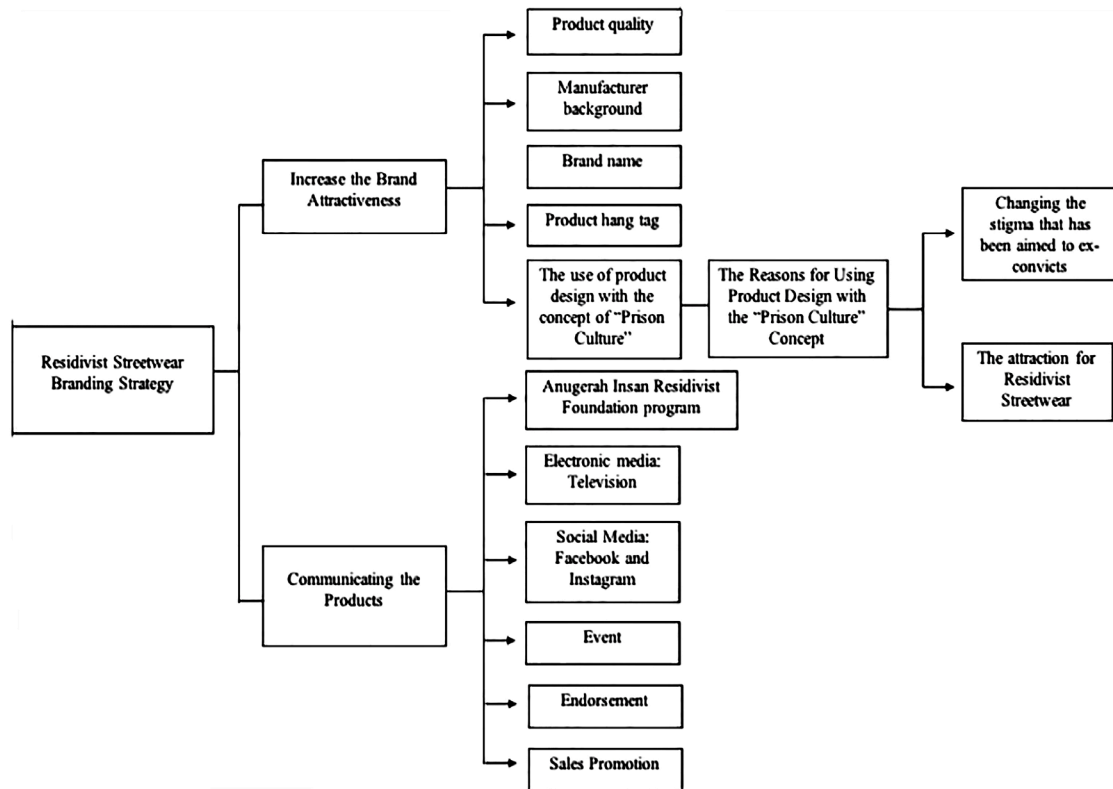 Product quality
Manufacturer
background
Brand name
Increase the Brand
Attractiveness
Product hang tag
The use of product
design with the
concept of “Prison
Culture”
The Reasons for Using
Product Design with
the “Prison Culture”
Concept
Changing the
stigma that has
been aimed to ex-
convicts
The attraction for
Residivist
Streetwear
Residivist Streetwear
Branding Strategy
Anugerah Insan Residivist
Foundation program
Electronic media:
Television
Social Media:
Facebook and
Instagram
Communicating the
Products
Event
Endorsement
Sales Promotion